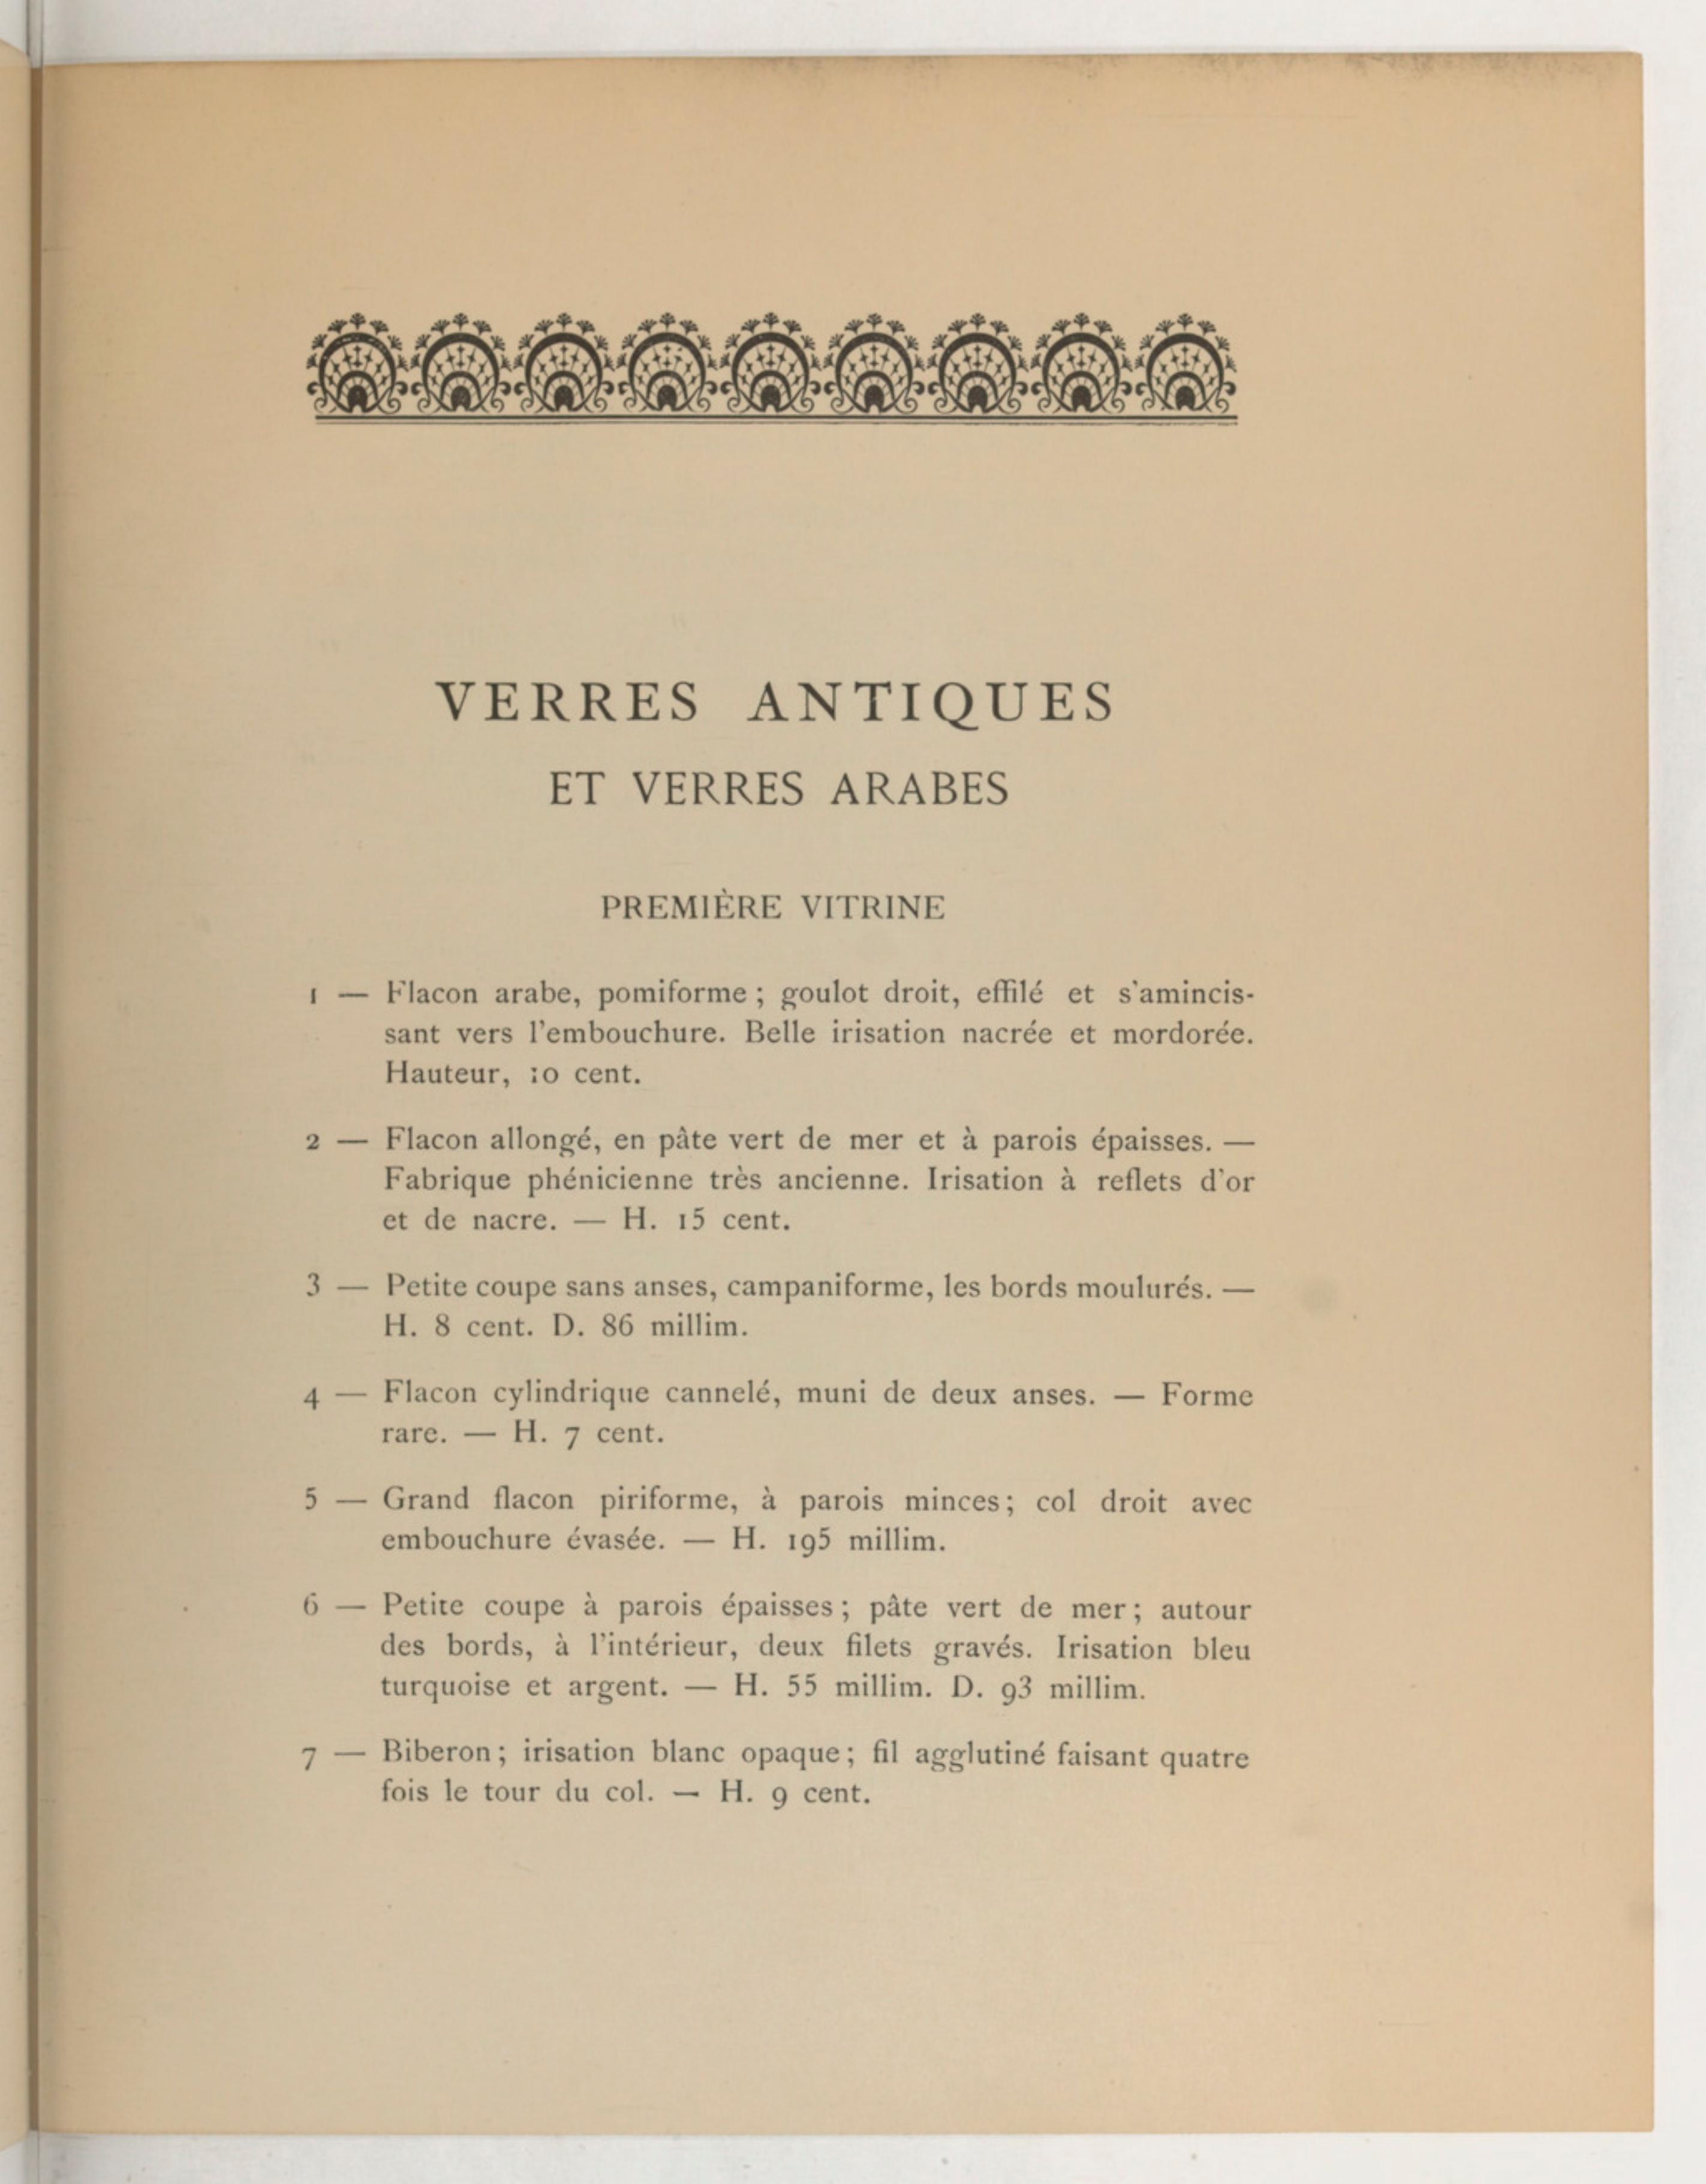 VERRES ANTIQUES
ET VERRES ARABES
PREMIÈRE VITRINE
1 — Flacon arabe, pomiforme ; goulot droit, effilé et s'amincis-
sant vers l'embouchure. Belle irisation nacrée et mordorée.
Hauteur, 10 cent.
2 — Flacon allongé, en pâte vert de mer et à parois épaisses. —
Fabrique phénicienne très ancienne. Irisation à reflets d'or
et de nacre. — H. 15 cent.
3 — Petite coupe sans anses, campaniforme, les bords moulurés. —
H. 8 cent. D. 86 millim.
4 — Flacon cylindrique cannelé, muni de deux anses. — Forme
rare. — H. 7 cent.
5 — Grand flacon piriforme, à parois minces ; col droit avec
embouchure évasée. — H. 195 millim.
6 — Petite coupe à parois épaisses ; pâte vert de mer ; autour
des bords, à l'intérieur, deux filets gravés. Irisation bleu
turquoise et argent. — H. 55 millim. D. 93 millim.
7 — Biberon ; irisation blanc opaque ; fil agglutiné faisant quatre
fois le tour du col. — H. 9 cent.